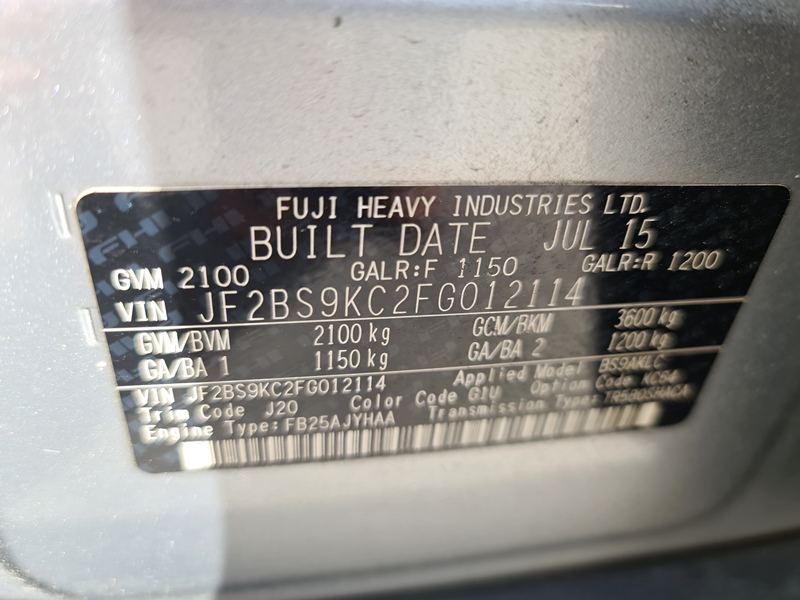 FUJI HEAVY INDUSTRIES LTD.
BUILT DATE JUL 15
GVM 2100 GALR:F 1150 GALR:R 1200
VIN JF2BS9KC2FG012114
GVM/BVM 2100 kg GCM/BKM 3600 kg
GA/BA 1 1150 kg GA/BA 2 1200 kg
VIN JF2BS9KC2FG012114 Applied Model BS9AKLC
Trim Code J20 Color Code G1U Option Code KC64
Engine Type: FB25AJYHAA Transmission Type: